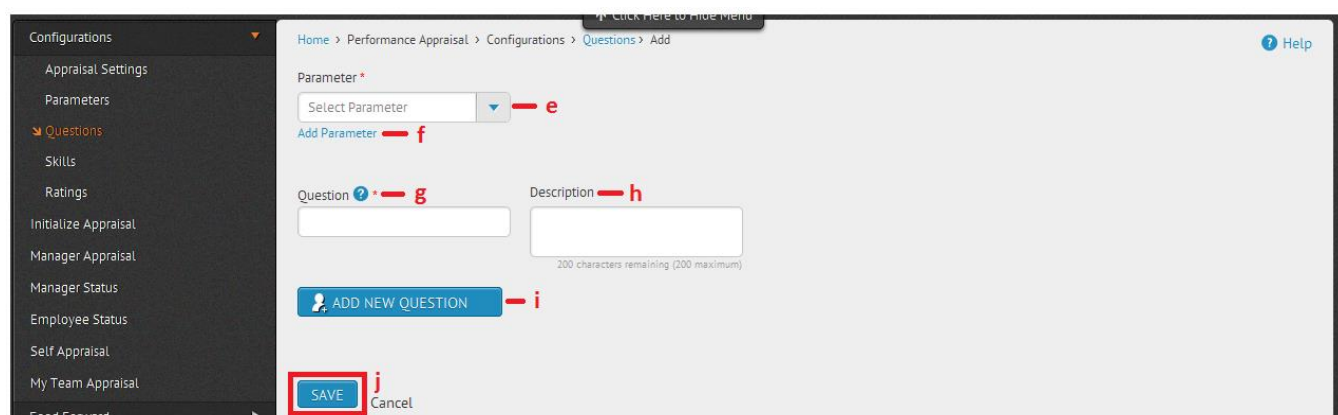 Click Here to Hide Menu
Configurations
Home > Performance Appraisal > Configurations > Questions > Add
Help
Appraisal Settings
Parameters
Questions
Skills
Ratings
Initialize Appraisal
Manager Appraisal
Manager Status
Employee Status
Self Appraisal
My Team Appraisal
Feed Forward
Parameter *
Select Parameter
e
Add Parameter
f
Question ? *
g
Description
h
200 characters remaining (200 maximum)
ADD NEW QUESTION
i
SAVE
j
Cancel